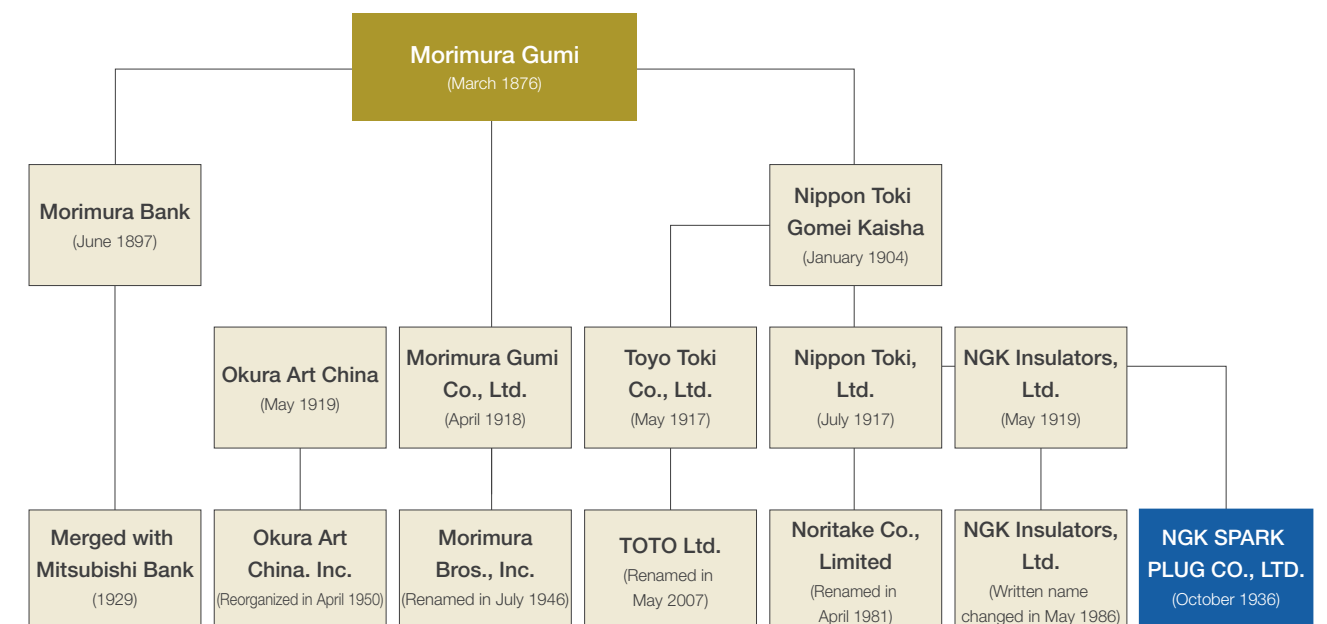 Morimura Gumi
(March 1876)
Morimura Bank
(June 1897)
Nippon Toki
Gomei Kaisha
(January 1904)
Okura Art China
(May 1919)
Morimura Gumi
Co., Ltd.
(April 1918)
Toyo Toki
Co., Ltd.
(May 1917)
Nippon Toki,
Ltd.
(July 1917)
NGK Insulators,
Ltd.
(May 1919)
Merged with
Mitsubishi Bank
(1929)
Okura Art
China. Inc.
(Reorganized in April 1950)
Morimura
Bros., Inc.
(Renamed in July 1946)
TOTO Ltd.
(Renamed in
May 2007)
Noritake Co.,
Limited
(Renamed in
April 1981)
NGK Insulators,
Ltd.
(Written name
changed in May 1986)
NGK SPARK
PLUG CO., LTD.
(October 1936)